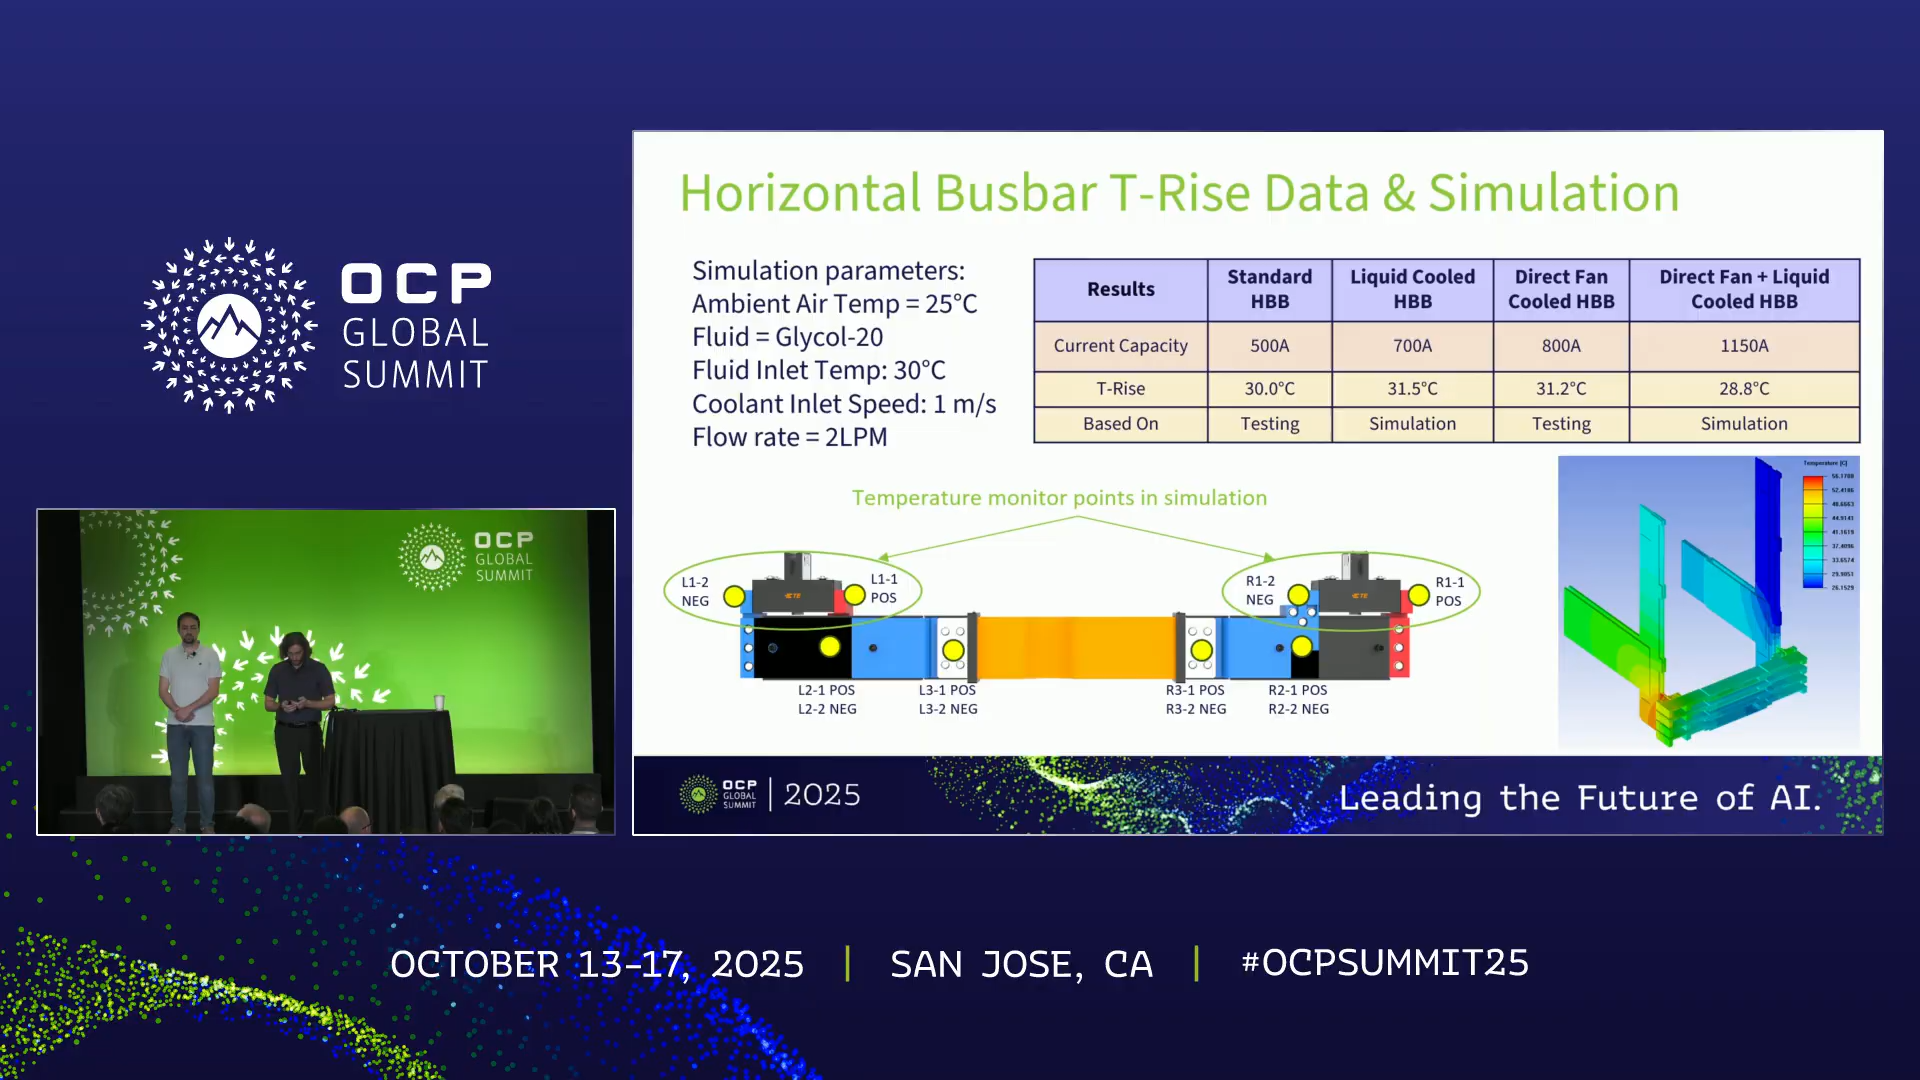 OCP
GLOBAL
SUMMIT
OCP
GLOBAL
SUMMIT
Horizontal Busbar T-Rise Data & Simulation
Simulation parameters:
Ambient Air Temp = 25°C
Fluid = Glycol-20
Fluid Inlet Temp: 30°C
Coolant Inlet Speed: 1 m/s
Flow rate = 2LPM
Results | Standard HBB | Liquid Cooled HBB | Direct Fan Cooled HBB | Direct Fan + Liquid Cooled HBB
Current Capacity | 500A | 700A | 800A | 1150A
T-Rise | 30.0°C | 31.5°C | 31.2°C | 28.8°C
Based On | Testing | Simulation | Testing | Simulation
Temperature monitor points in simulation
L1-2
NEG
L1-1
POS
R1-2
NEG
R1-1
POS
L2-1 POS
L2-2 NEG
L3-1 POS
L3-2 NEG
R3-1 POS
R3-2 NEG
R2-1 POS
R2-2 NEG
Temperature [C]
OCP
GLOBAL
SUMMIT
2025
Leading the Future of AI.
OCTOBER 13-17, 2025 | SAN JOSE, CA | #OCPSUMMIT25